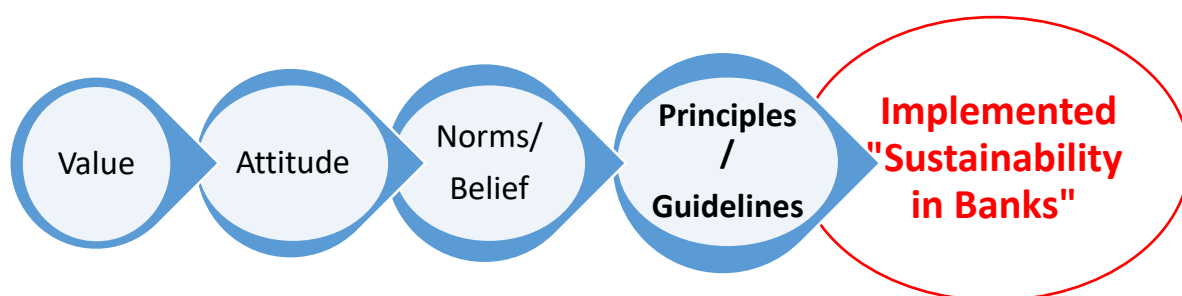 Value
Attitude
Norms/
Belief
Principles
/
Guidelines
Implemented
"Sustainability
in Banks"